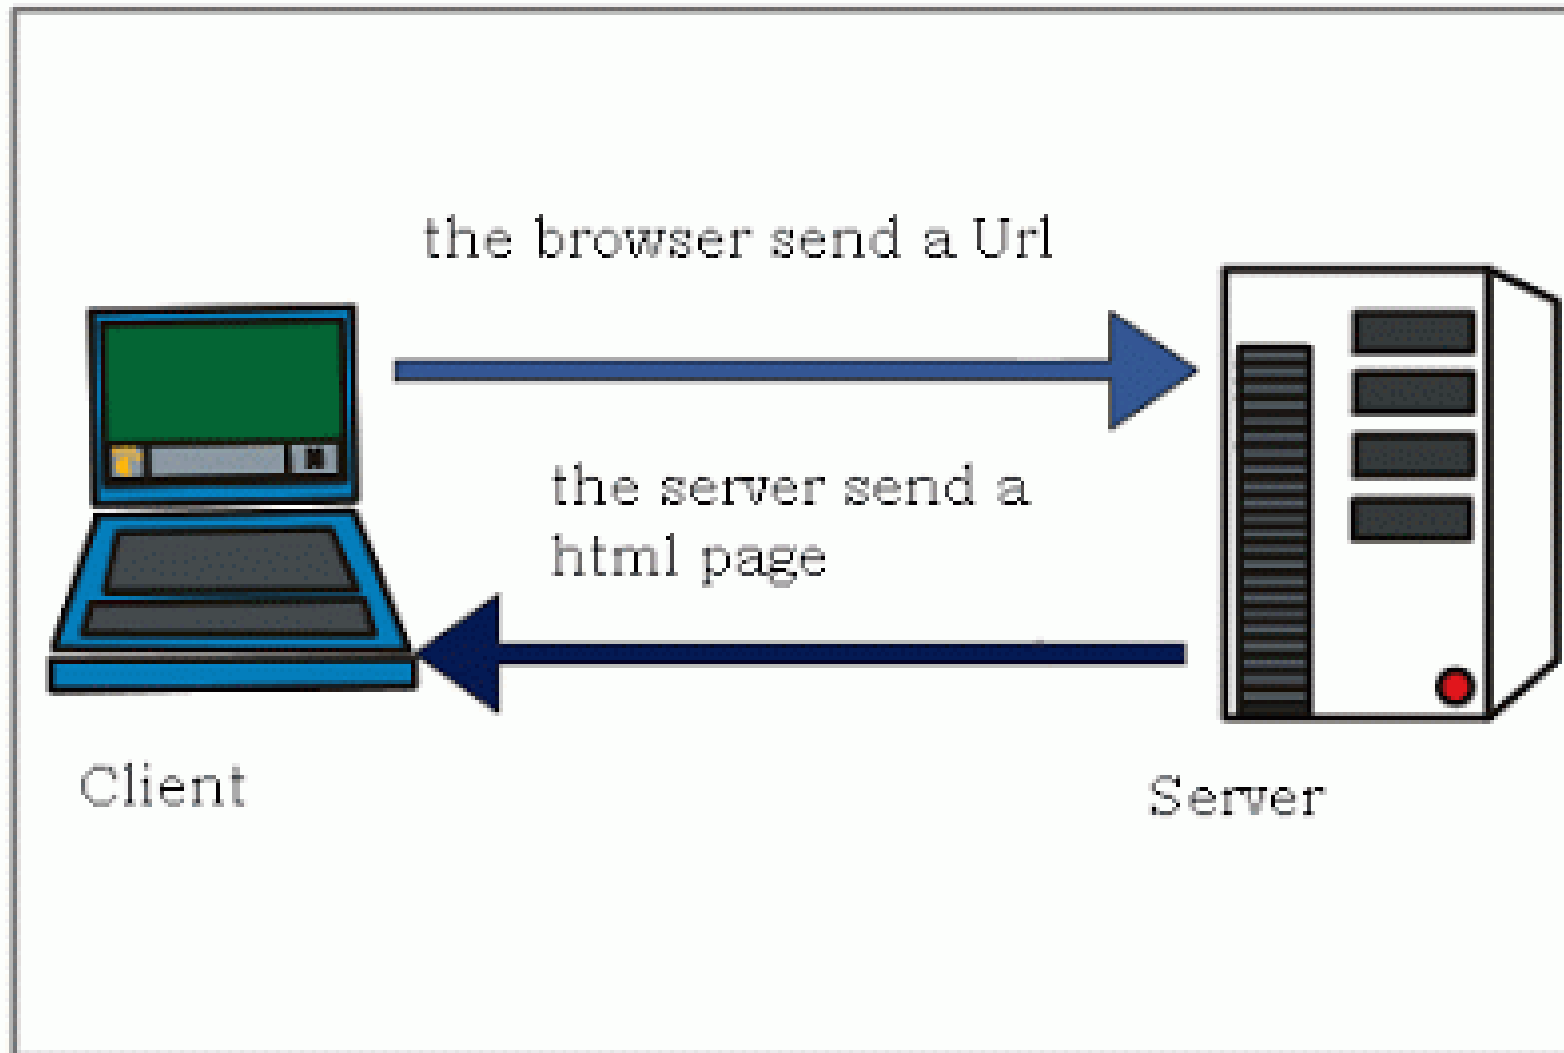 the browser send a Url
the server send a
html page
Client
Server